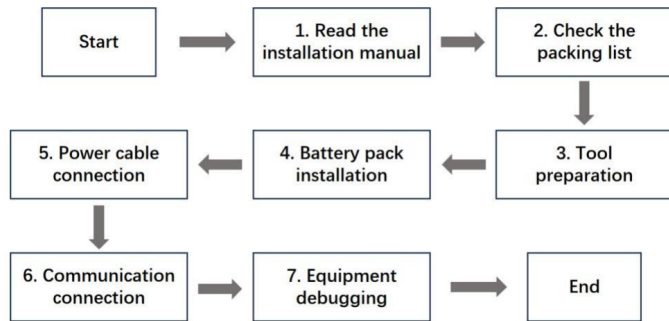 Start
1. Read the
installation manual
2. Check the
packing list
3. Tool
preparation
4. Battery pack
installation
5. Power cable
connection
6. Communication
connection
7. Equipment
debugging
End